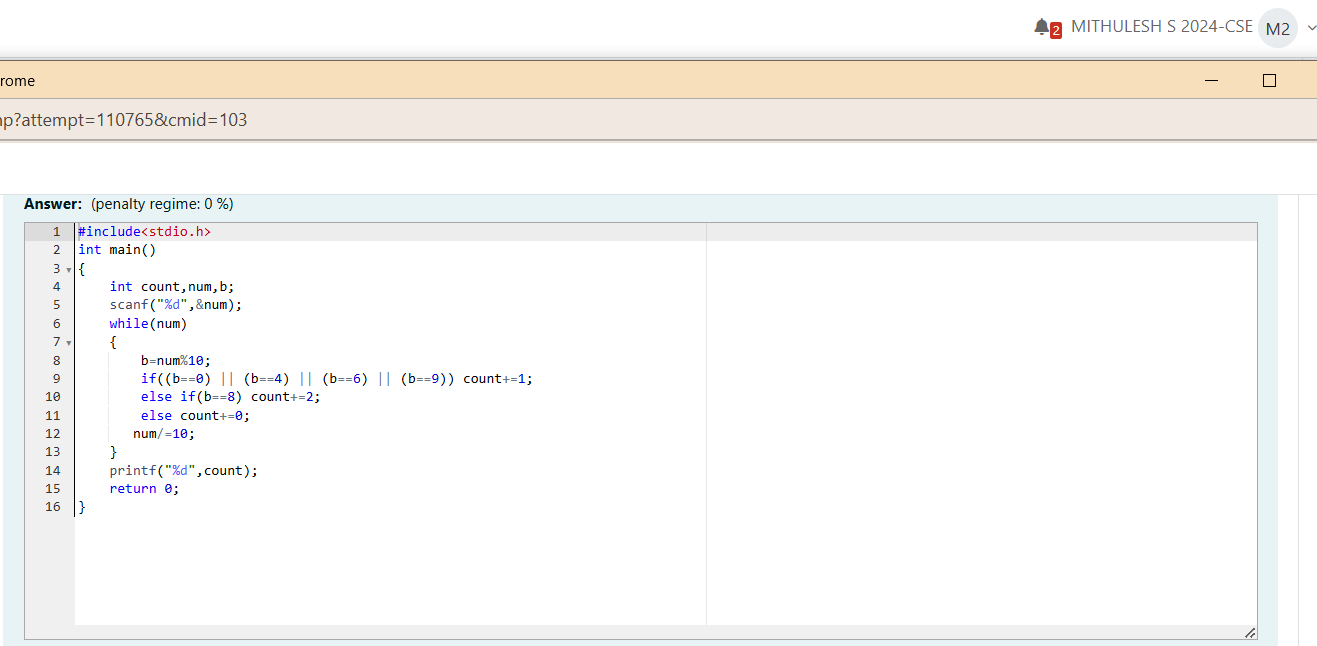 2 MITHULESH S 2024-CSE M2
rome
?attempt=110765&cmid=103
Answer: (penalty regime: 0 %)
1 #include<stdio.h>
2 int main()
3 {
4 int count,num,b;
5 scanf("%d",&num);
6 while(num)
7 {
8 b=num%10;
9 if((b==0) || (b==4) || (b==6) || (b==9)) count+=1;
10 else if(b==8) count+=2;
11 else count+=0;
12 num/=10;
13 }
14 printf("%d",count);
15 return 0;
16 }